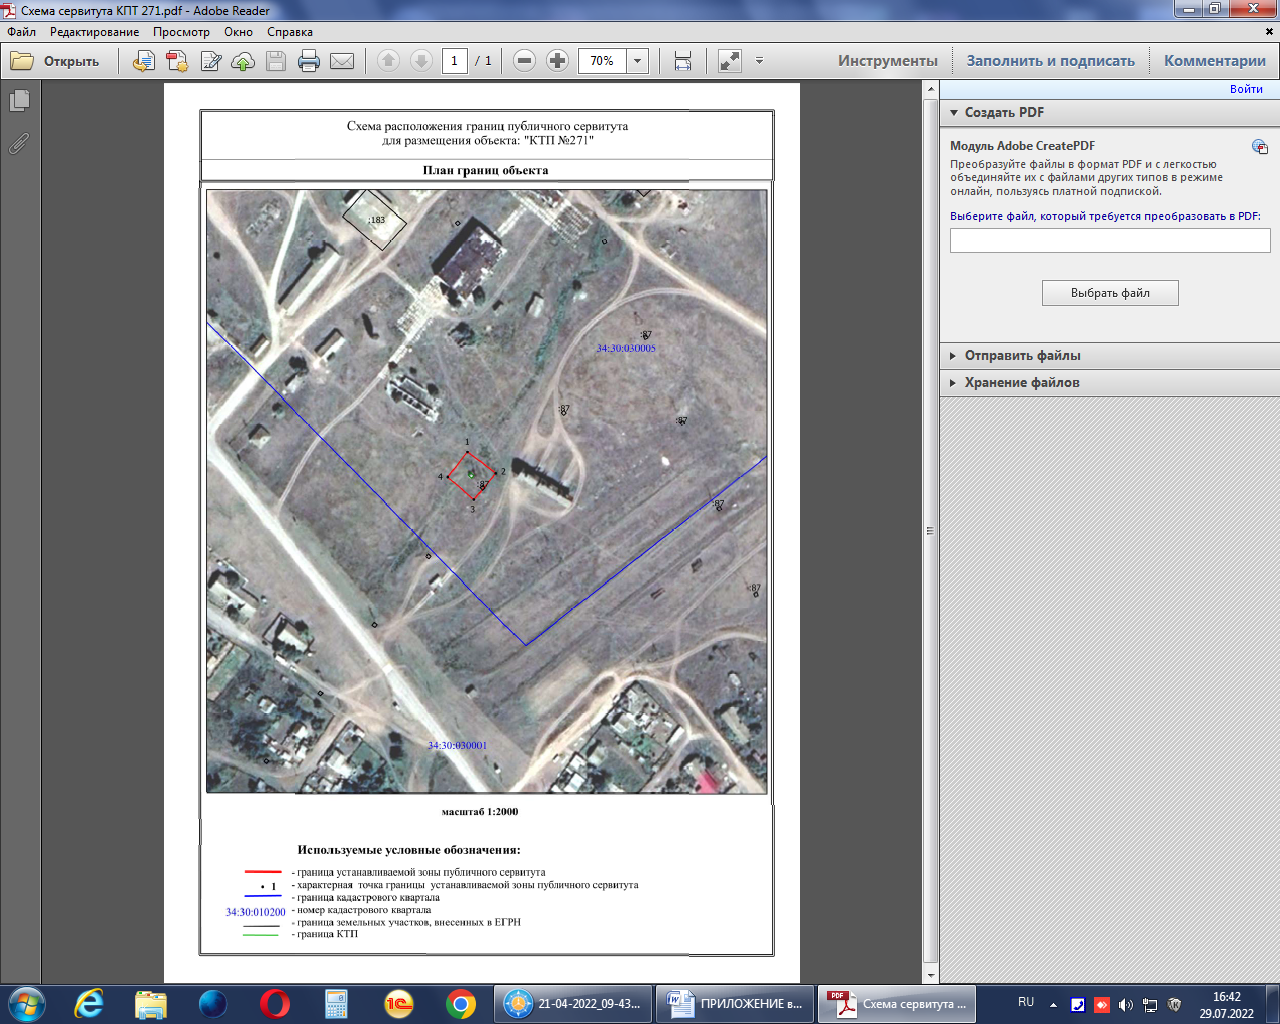 Схема сервитута КПТ 271.pdf - Adobe Reader
Файл Редактирование Просмотр Окно Справка
Открыть 1 / 1 70% Инструменты Заполнить и подписать Комментарии
Войти
Создать PDF
Модуль Adobe CreatePDF
Преобразуйте файлы в формат PDF и с легкостью
объединяйте их с файлами других типов в режиме
онлайн, пользуясь платной подпиской.
Выберите файл, который требуется преобразовать в PDF:
Выбрать файл
Отправить файлы
Хранение файлов
Схема расположения границ публичного сервитута
для размещения объекта: "КТП №271"
План границ объекта
:183
:87
34:30:030005
:87
:87
1
4
2
:87
3
:87
:87
34:30:030001
масштаб 1:2000
Используемые условные обозначения:
- граница устанавливаемой зоны публичного сервитута
• 1 - характерная точка границы устанавливаемой зоны публичного сервитута
- граница кадастрового квартала
34:30:010200 - номер кадастрового квартала
- граница земельных участков, внесенных в ЕГРН
- граница КТП
21-04-2022_09-43...
ПРИЛОЖЕНИЕ в...
Схема сервитута ...
RU
16:42
29.07.2022